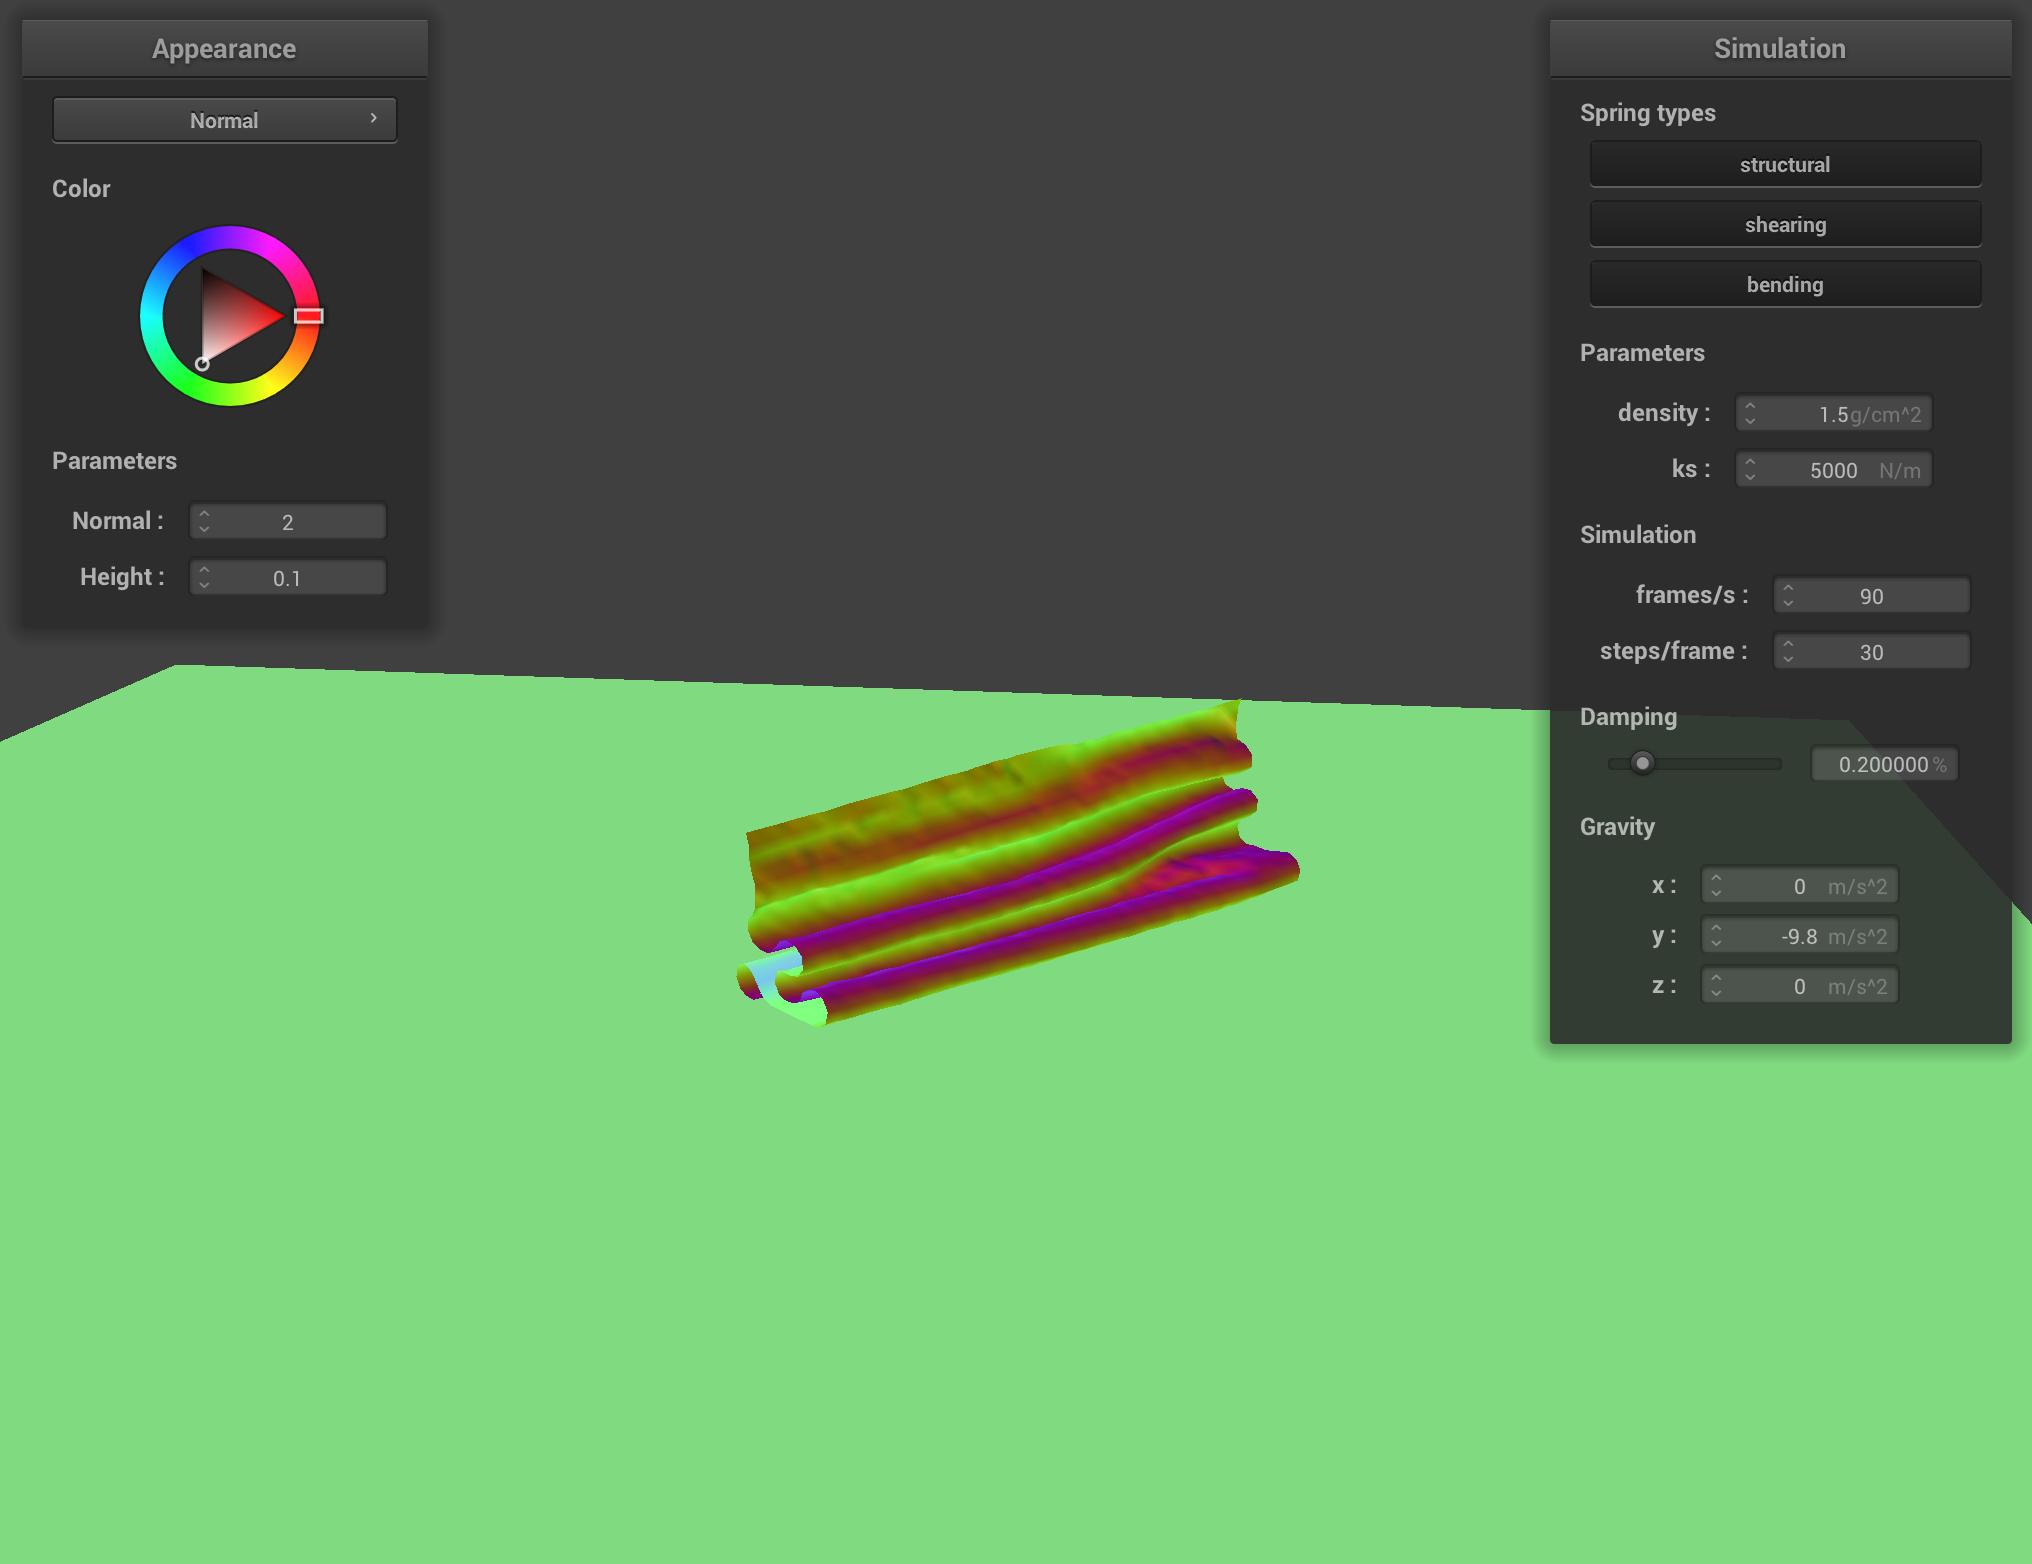 Appearance
Normal
Color
Parameters
Normal : 2
Height : 0.1
Simulation
Spring types
structural
shearing
bending
Parameters
density : 1.5 g/cm^2
ks : 5000 N/m
Simulation
frames/s : 90
steps/frame : 30
Damping
0.200000 %
Gravity
x : 0 m/s^2
y : -9.8 m/s^2
z : 0 m/s^2